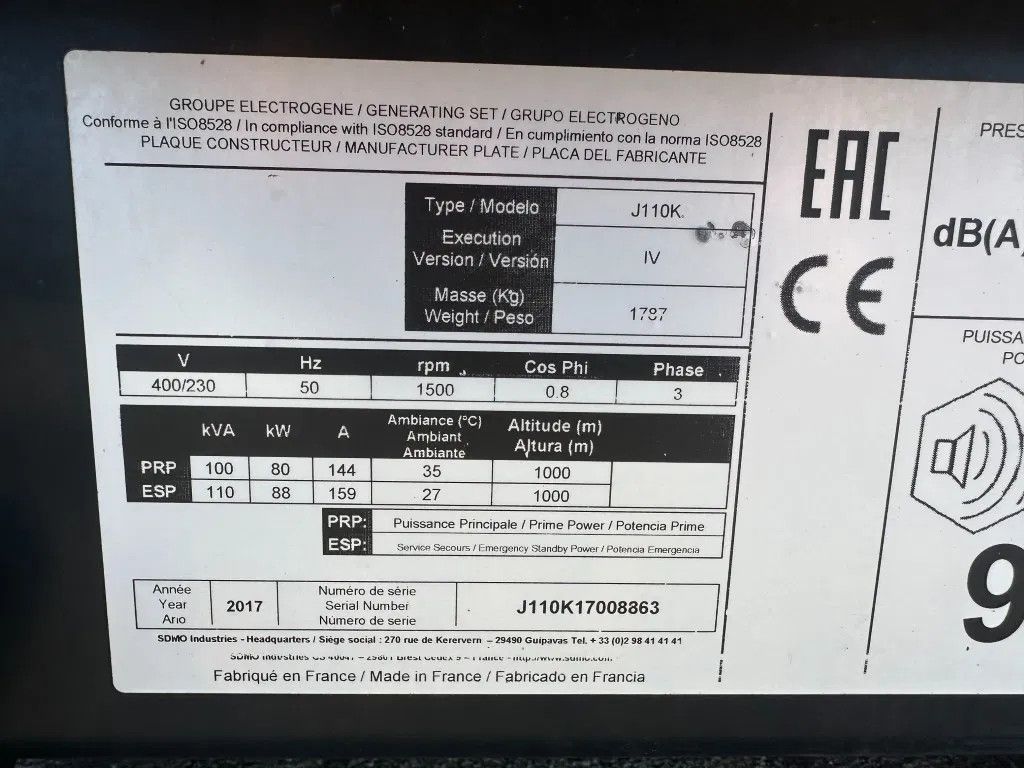 GROUPE ELECTROGENE / GENERATING SET / GRUPO ELECTROGENO
Conforme à l'ISO8528 / In compliance with ISO8528 standard / En cumplimiento con la norma ISO8528
PLAQUE CONSTRUCTEUR / MANUFACTURER PLATE / PLACA DEL FABRICANTE
Type / Modelo J110K
Execution
Version / Versión IV
Masse (Kg)
Weight / Peso 1787
V Hz rpm Cos Phi Phase
400/230 50 1500 0.8 3
kVA kW A Ambiance (°C)
Ambiant
Ambiante Altitude (m)
Altura (m)
PRP 100 80 144 35 1000
ESP 110 88 159 27 1000
PRP: Puissance Principale / Prime Power / Potencia Prime
ESP: Service Secours / Emergency Standby Power / Potencia Emergencia
Année
Year
Ano
2017
Numéro de série
Serial Number
Número de serie
J110K17008863
SDMO Industries - Headquarters / Siège social : 270 rue de Kerervern – 29490 Guipavas Tel. + 33 (0)2 98 41 41 41
Fabriqué en France / Made in France / Fabricado en Francia
EAC
CE
PRES
dB(A)
PUISSA
PO
9